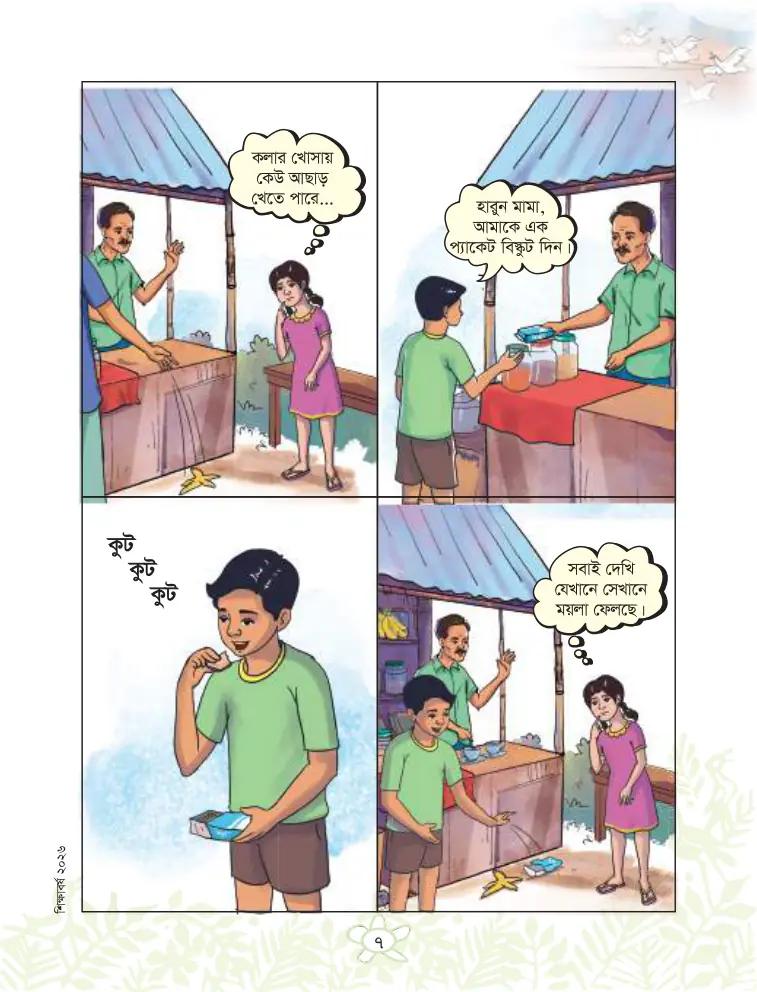 কলার খোসায়
কেউ আছাড়
খেতে পারে...
হারুন মামা,
আমাকে এক
প্যাকেট বিস্কুট দিন।
কুট
কুট
কুট
সবাই দেখি
যেখানে সেখানে
ময়লা ফেলছে।
শিক্ষাবর্ষ ২০২৬
৭